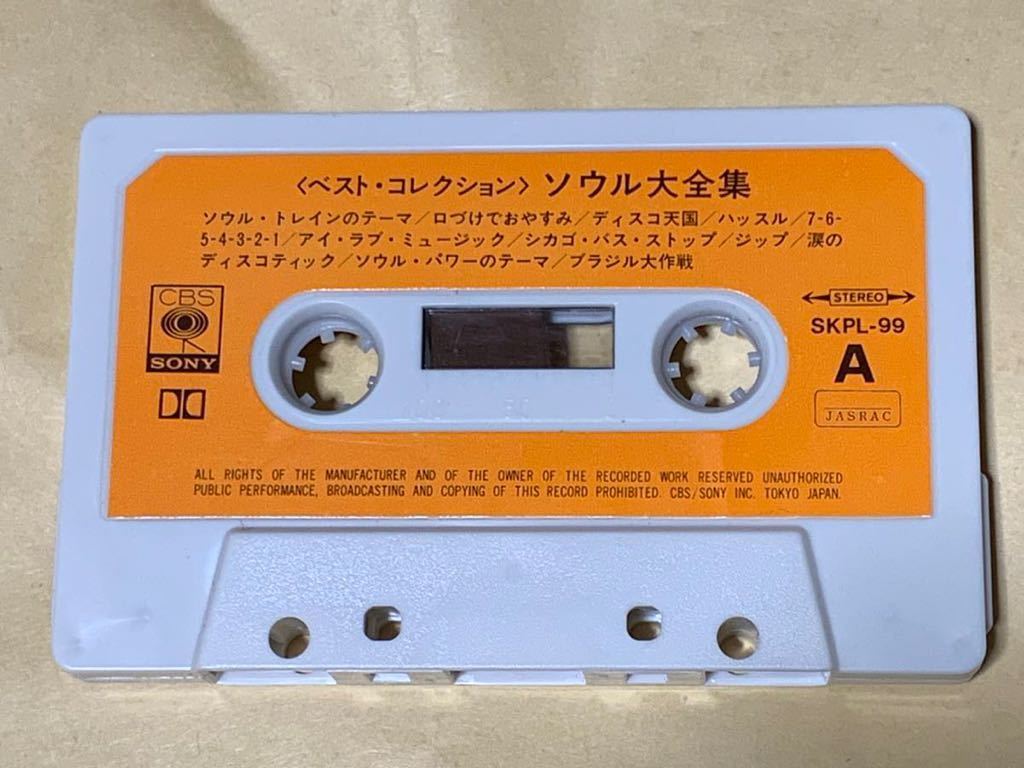 〈ベスト・コレクション〉 ソウル大全集
ソウル・トレインのテーマ/口づけでおやすみ/ディスコ天国/ハッスル/7-6-
5-4-3-2-1/アイ・ラブ・ミュージック/シカゴ・バス・ストップ/ジップ/涙の
ディスコティック/ソウル・パワーのテーマ/ブラジル大作戦
CBS
SONY
STEREO
SKPL-99
A
JASRAC
ALL RIGHTS OF THE MANUFACTURER AND OF THE OWNER OF THE RECORDED WORK RESERVED UNAUTHORIZED
PUBLIC PERFORMANCE, BROADCASTING AND COPYING OF THIS RECORD PROHIBITED. CBS/SONY INC. TOKYO JAPAN.